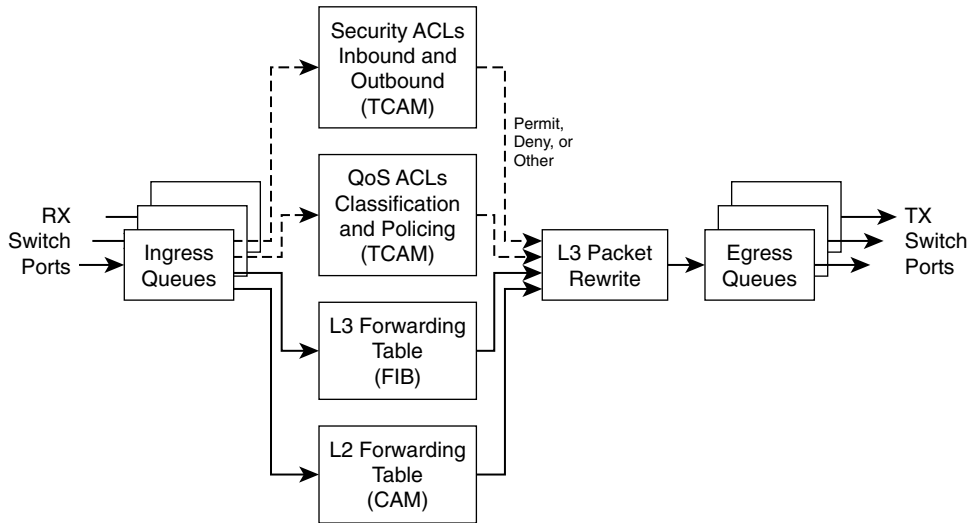 Security ACLs
Inbound and
Outbound
(TCAM)
Permit,
Deny, or
Other
QoS ACLs
Classification
and Policing
(TCAM)
RX
Switch
Ports
Ingress
Queues
L3 Packet
Rewrite
Egress
Queues
TX
Switch
Ports
L3 Forwarding
Table
(FIB)
L2 Forwarding
Table
(CAM)